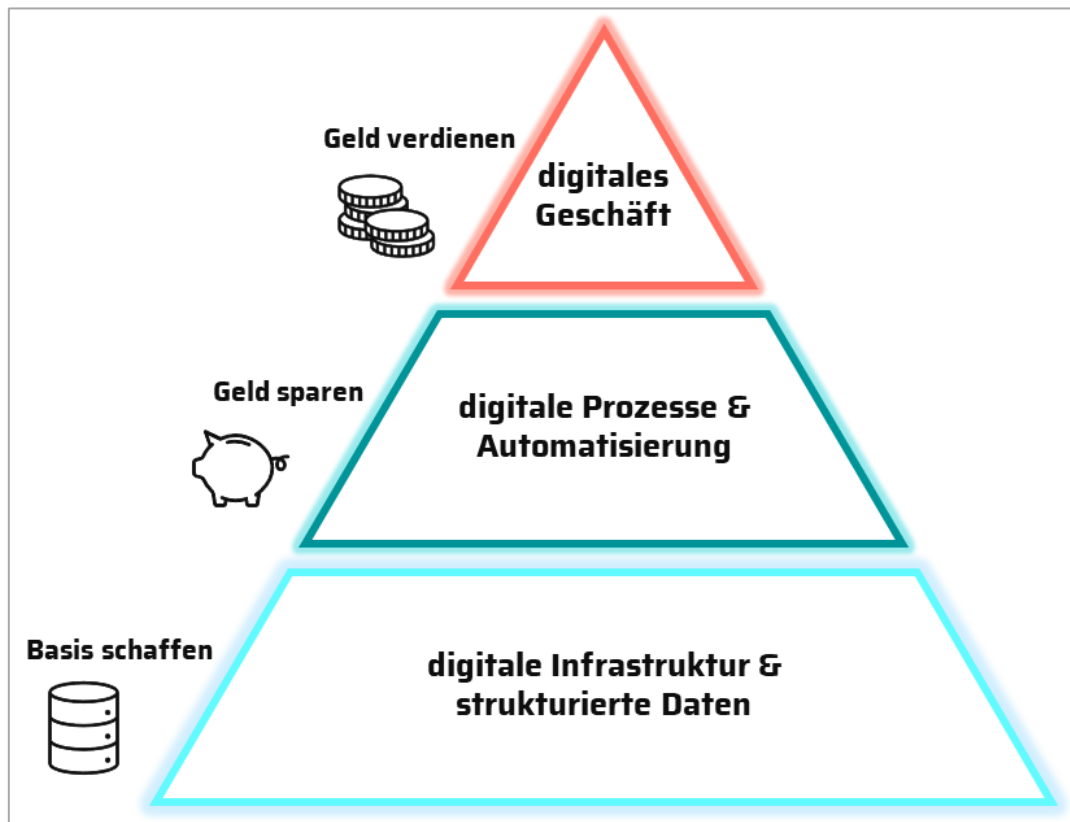 Geld verdienen
digitales
Geschäft
Geld sparen
digitale Prozesse &
Automatisierung
Basis schaffen
digitale Infrastruktur &
strukturierte Daten